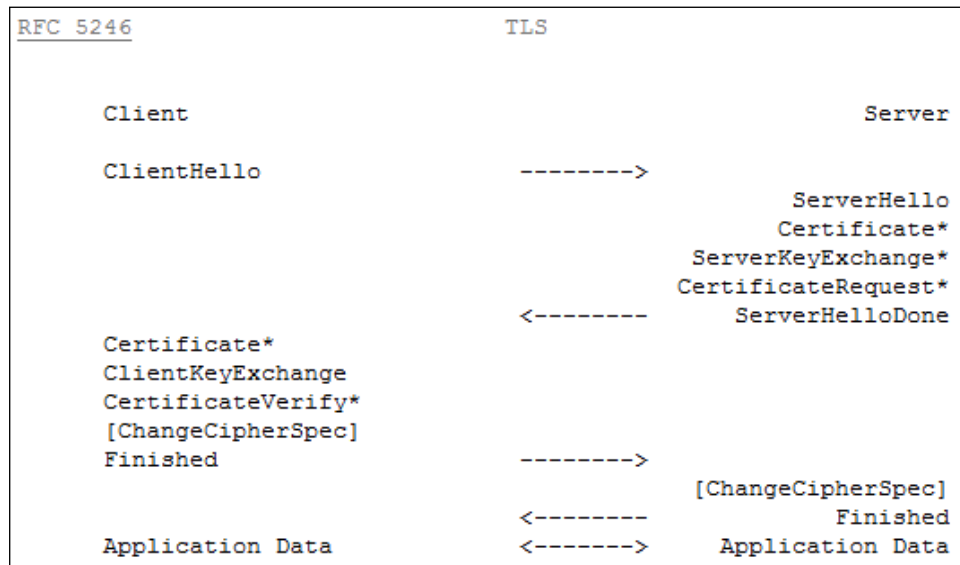 RFC 5246 TLS
Client Server
ClientHello -------->
ServerHello
Certificate*
ServerKeyExchange*
CertificateRequest*
<-------- ServerHelloDone
Certificate*
ClientKeyExchange
CertificateVerify*
[ChangeCipherSpec]
Finished -------->
[ChangeCipherSpec]
<-------- Finished
Application Data <-------> Application Data